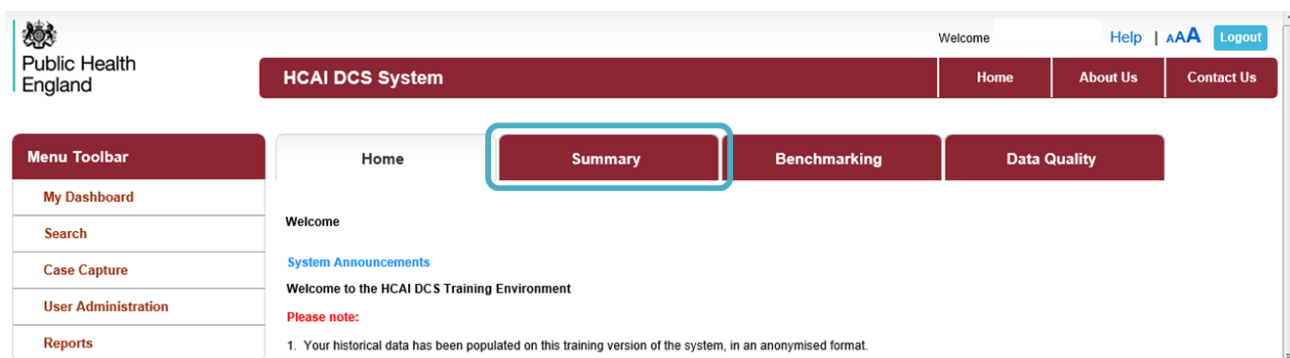 Welcome Help | AAA Logout
Public Health
England
HCAI DCS System Home About Us Contact Us
Menu Toolbar
My Dashboard
Search
Case Capture
User Administration
Reports
Home Summary Benchmarking Data Quality
Welcome
System Announcements
Welcome to the HCAI DCS Training Environment
Please note:
1. Your historical data has been populated on this training version of the system, in an anonymised format.